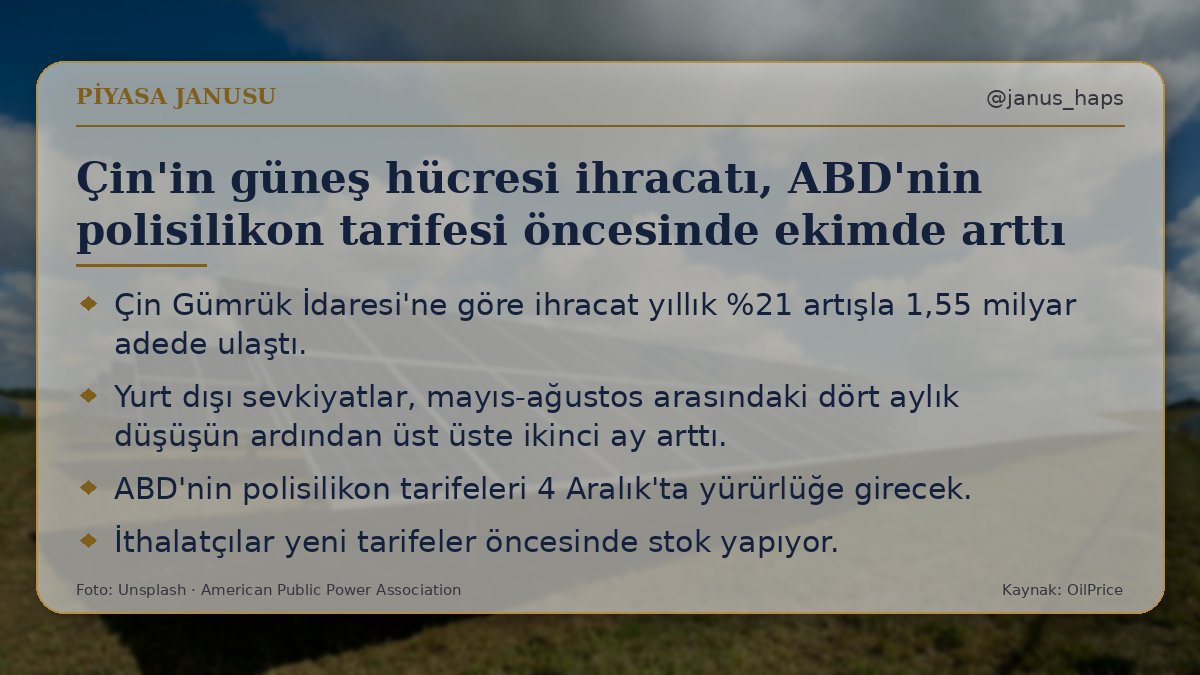 PİYASA JANUSU
@janus_haps
Çin'in güneş hücresi ihracatı, ABD'nin
polisilikon tarifesi öncesinde ekimde arttı
Çin Gümrük İdaresi'ne göre ihracat yıllık %21 artışla 1,55 milyar
adede ulaştı.
Yurt dışı sevkiyatlar, mayıs-ağustos arasındaki dört aylık
düşüşün ardından üst üste ikinci ay arttı.
ABD'nin polisilikon tarifeleri 4 Aralık'ta yürürlüğe girecek.
İthalatçılar yeni tarifeler öncesinde stok yapıyor.
Foto: Unsplash · American Public Power Association
Kaynak: OilPrice